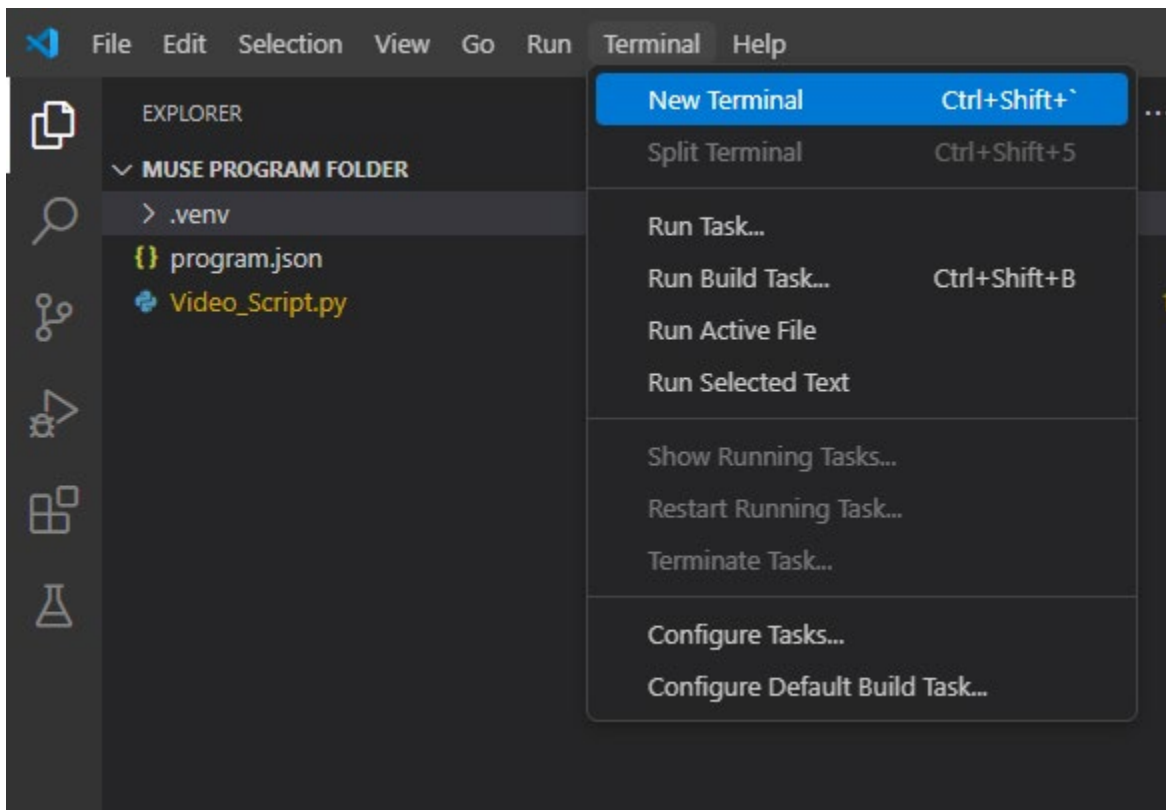 File Edit Selection View Go Run Terminal Help
EXPLORER
MUSE PROGRAM FOLDER
.venv
{} program.json
Video_Script.py
New Terminal Ctrl+Shift+`
Split Terminal Ctrl+Shift+5
Run Task...
Run Build Task... Ctrl+Shift+B
Run Active File
Run Selected Text
Show Running Tasks...
Restart Running Task...
Terminate Task...
Configure Tasks...
Configure Default Build Task...